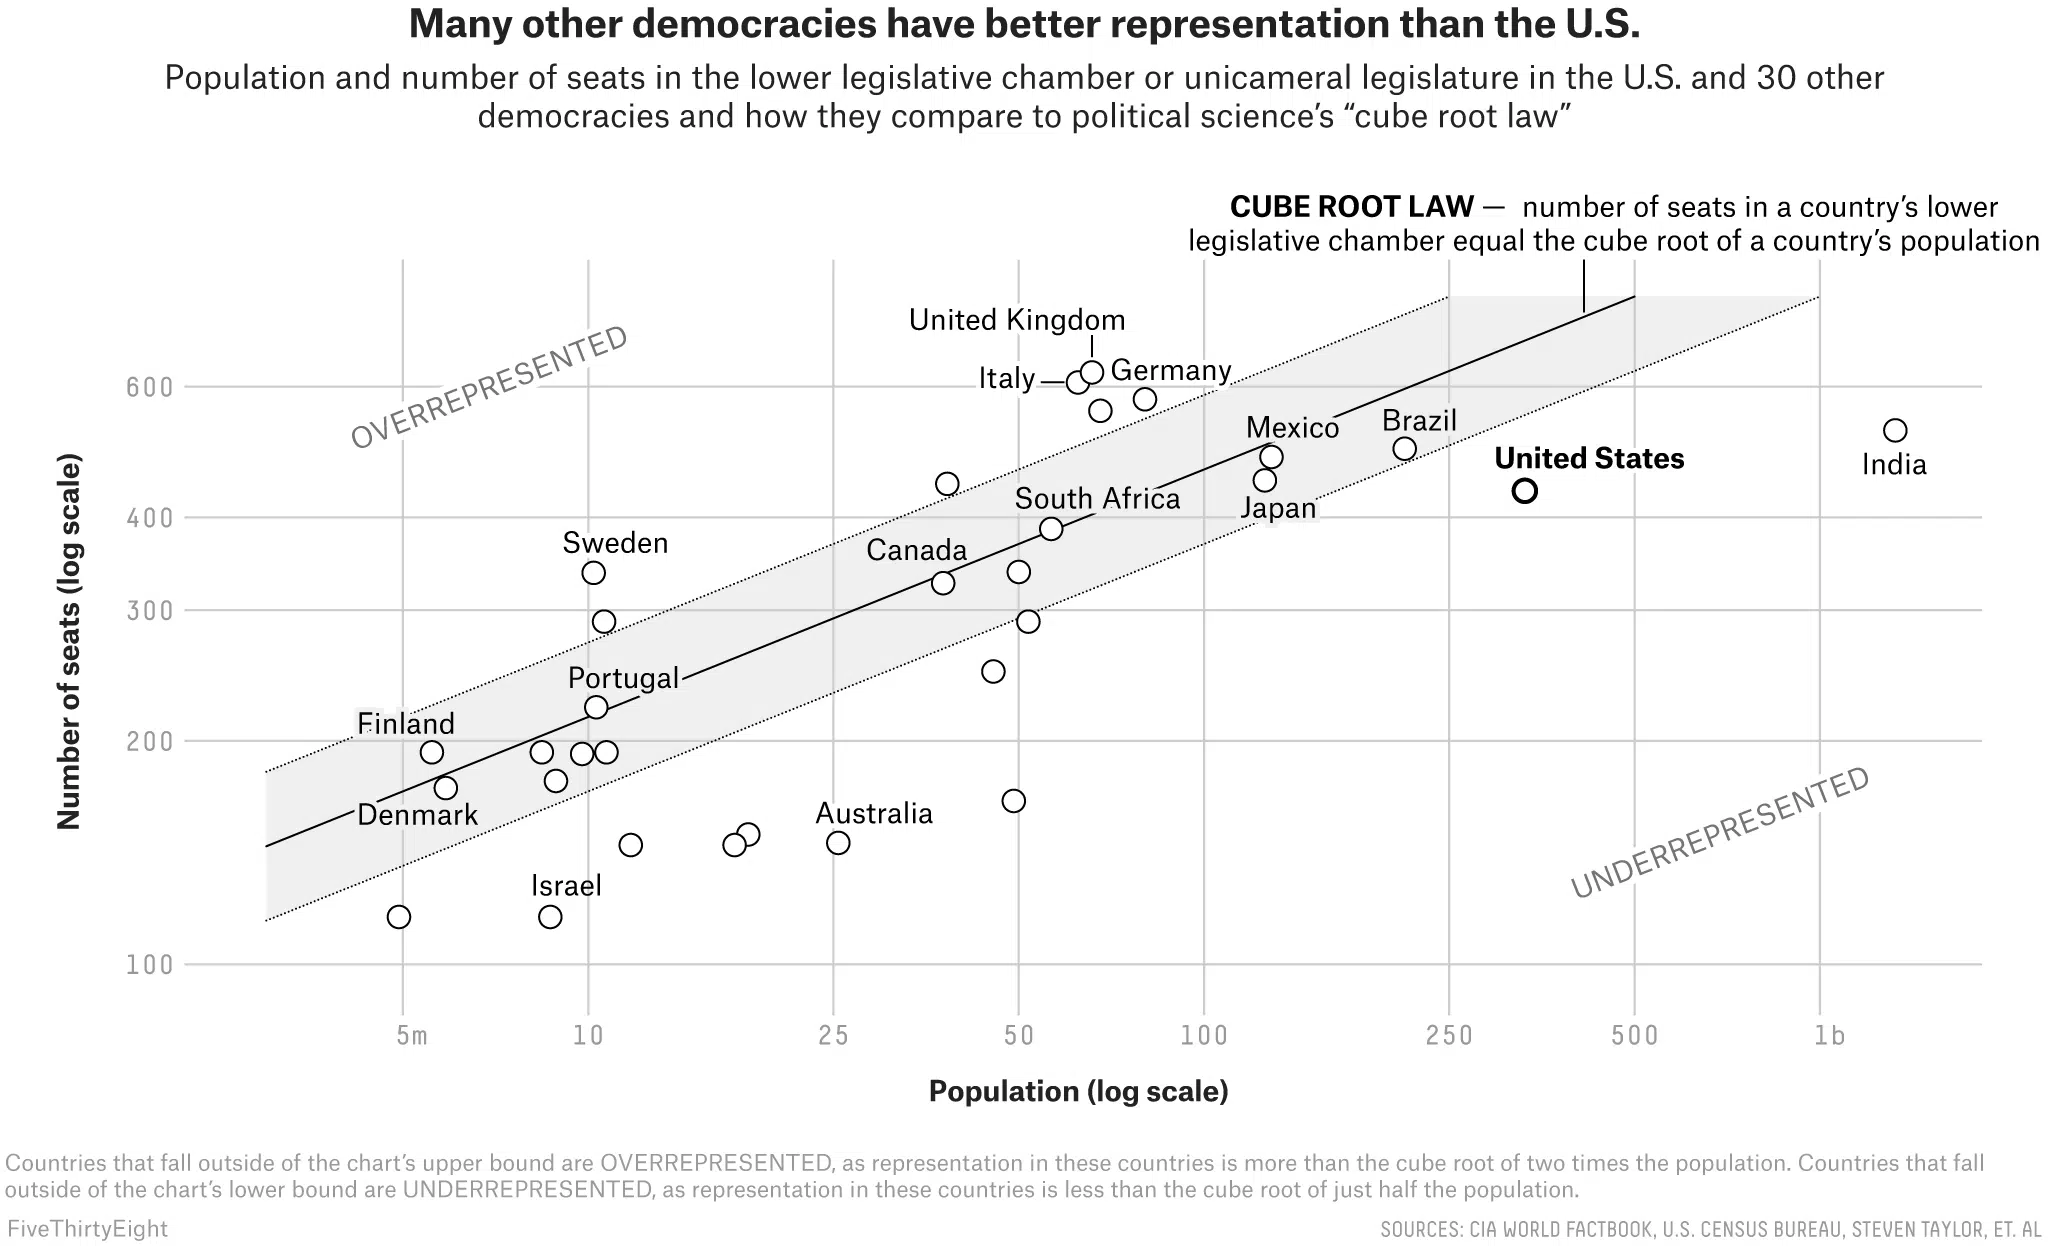 Many other democracies have better representation than the U.S.
Population and number of seats in the lower legislative chamber or unicameral legislature in the U.S. and 30 other
democracies and how they compare to political science's “cube root law”
CUBE ROOT LAW — number of seats in a country's lower
legislative chamber equal the cube root of a country's population
OVERREPRESENTED
United Kingdom
Italy
Germany
600
Mexico
Brazil
United States
India
South Africa
Japan
400
Sweden
Canada
300
Portugal
Finland
200
Denmark
Australia
UNDERREPRESENTED
Israel
100
Number of seats (log scale)
5m 10 25 50 100 250 500 1b
Population (log scale)
Countries that fall outside of the chart's upper bound are OVERREPRESENTED, as representation in these countries is more than the cube root of two times the population. Countries that fall
outside of the chart's lower bound are UNDERREPRESENTED, as representation in these countries is less than the cube root of just half the population.
FiveThirtyEight
SOURCES: CIA WORLD FACTBOOK, U.S. CENSUS BUREAU, STEVEN TAYLOR, ET. AL